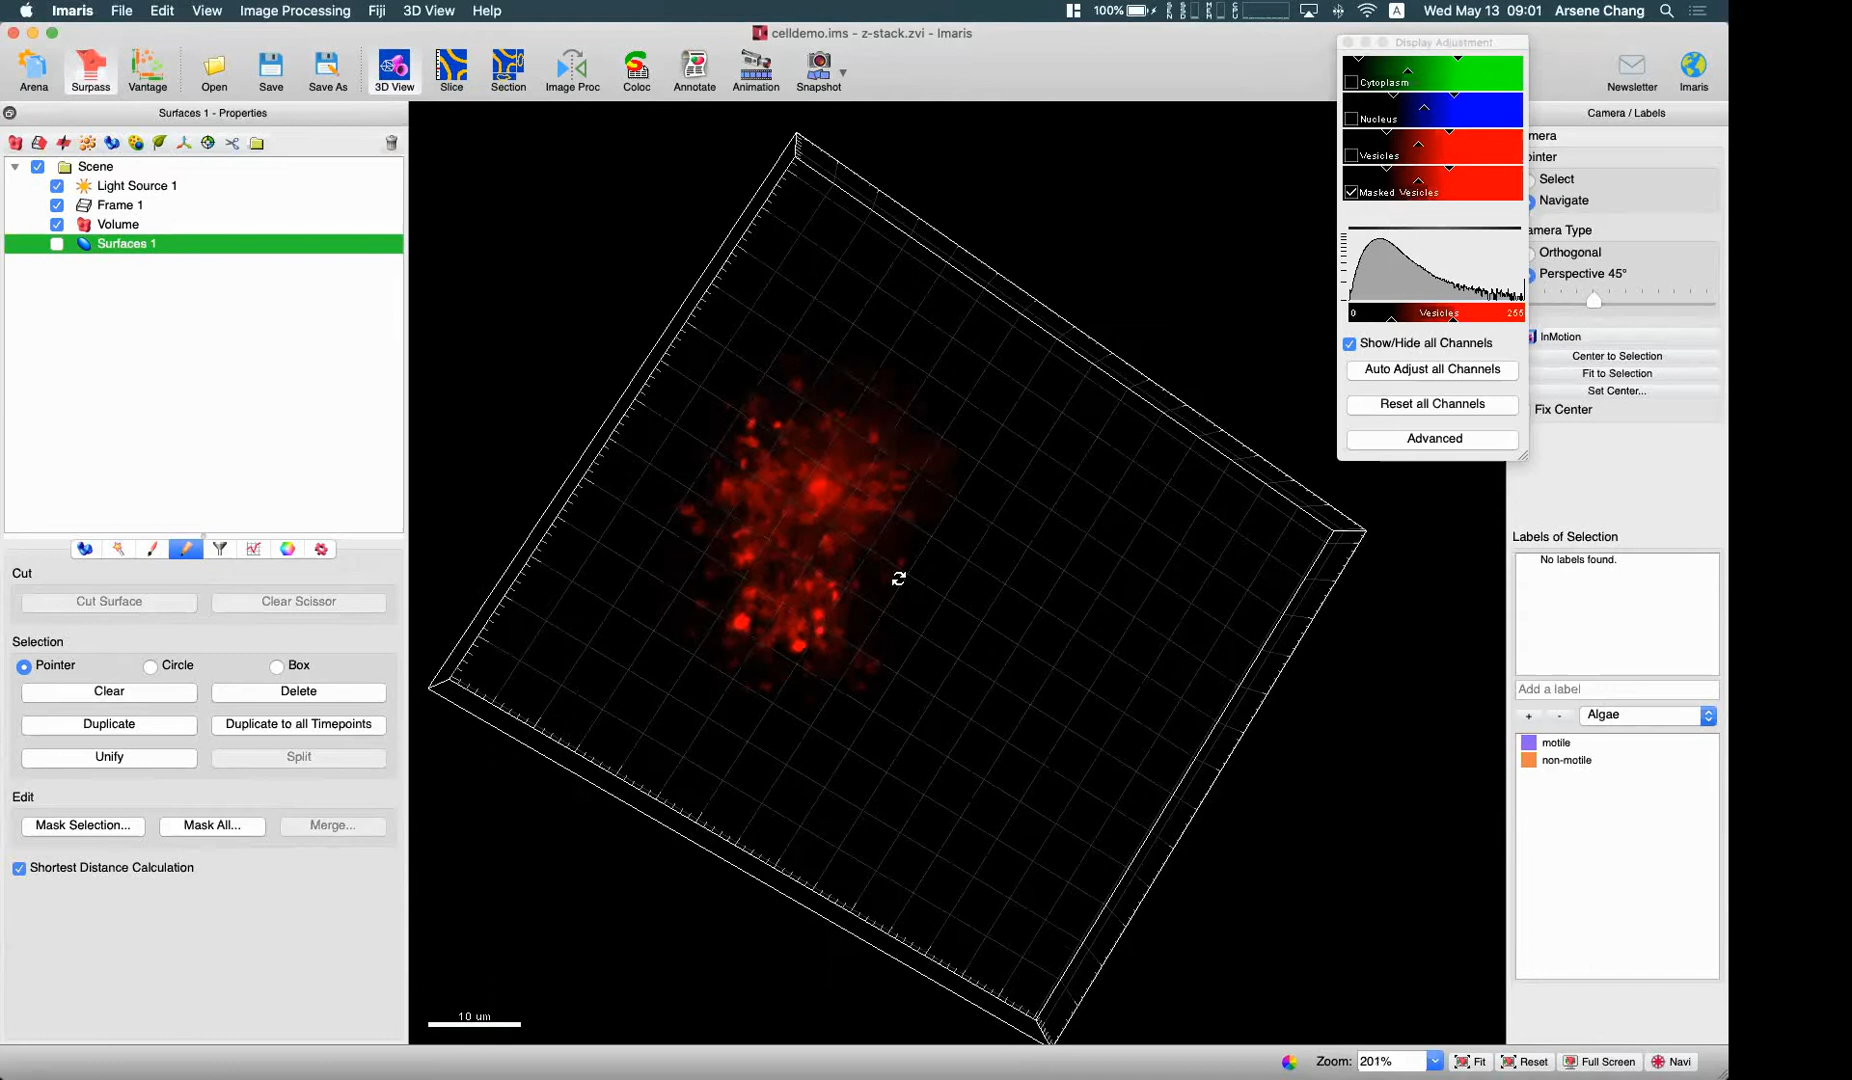 Imaris File Edit View Image Processing Fiji 3D View Help 100% A Wed May 13 09:01 Arsene Chang
celldemo.ims - z-stack.zvi - Imaris
Arena Surpass Vantage Open Save Save As 3D View Slice Section Image Proc Coloc Annotate Animation Snapshot Newsletter Imaris
Surfaces 1 - Properties
Scene
Light Source 1
Frame 1
Volume
Surfaces 1
Cut
Cut Surface Clear Scissor
Selection
Pointer Circle Box
Clear Delete
Duplicate Duplicate to all Timepoints
Unify Split
Edit
Mask Selection... Mask All... Merge...
Shortest Distance Calculation
10 um
Display Adjustment
Cytoplasm
Nucleus
Vesicles
Masked Vesicles
0 Vesicles 255
Show/Hide all Channels
Auto Adjust all Channels
Reset all Channels
Advanced
Camera / Labels
mera
inter
Select
Navigate
amera Type
Orthogonal
Perspective 45°
InMotion
Center to Selection
Fit to Selection
Set Center...
Fix Center
Labels of Selection
No labels found.
Add a label
+ - Algae
motile
non-motile
Zoom: 201% Fit Reset Full Screen Navi